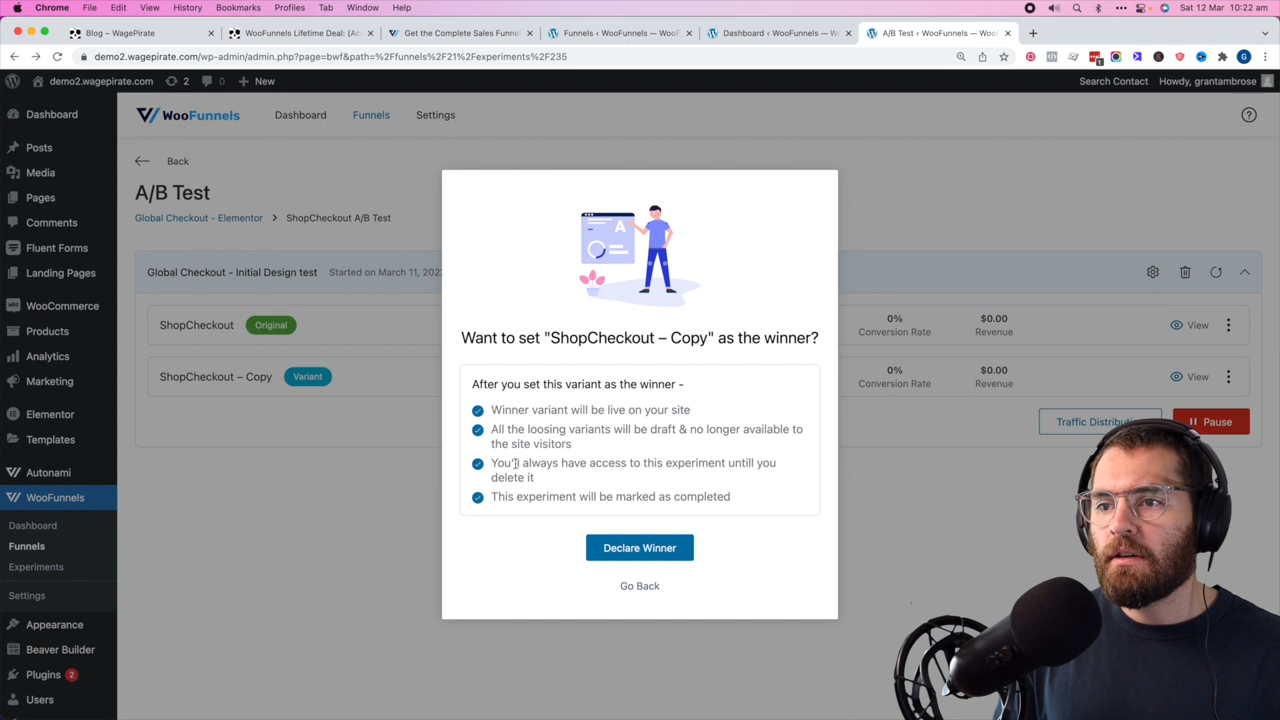 Chrome File Edit View History Bookmarks Profiles Tab Window Help Sat 12 Mar 10:22 am
Blog – WagePirate × WooFunnels Lifetime Deal: (Ac × Get the Complete Sales Funnel × Funnels ‹ WooFunnels — WooF × Dashboard ‹ WooFunnels — W × A/B Test ‹ WooFunnels — Woo ×
demo2.wagepirate.com/wp-admin/admin.php?page=bwf&path=%2Ffunnels%2F21%2Fexperiments%2F235
demo2.wagepirate.com 2 0 New Search Contact Howdy, grantambrose
Dashboard
Posts
Media
Pages
Comments
Fluent Forms
Landing Pages
WooCommerce
Products
Analytics
Marketing
Elementor
Templates
Autonami
WooFunnels
Dashboard
Funnels
Experiments
Settings
Appearance
Beaver Builder
Plugins 2
Users
WooFunnels Dashboard Funnels Settings
Back
A/B Test
Global Checkout - Elementor > ShopCheckout A/B Test
Global Checkout - Initial Design test Started on March 11, 202
ShopCheckout Original 0% $0.00 View
Conversion Rate Revenue
ShopCheckout – Copy Variant 0% $0.00 View
Conversion Rate Revenue
Traffic Distribut Pause
A
Want to set "ShopCheckout – Copy" as the winner?
After you set this variant as the winner -
Winner variant will be live on your site
All the loosing variants will be draft & no longer available to
the site visitors
You'll always have access to this experiment untill you
delete it
This experiment will be marked as completed
Declare Winner
Go Back